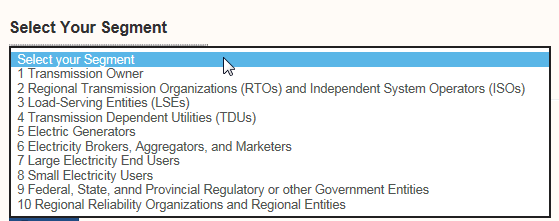 Select Your Segment
Select your Segment
1 Transmission Owner
2 Regional Transmission Organizations (RTOs) and Independent System Operators (ISOs)
3 Load-Serving Entities (LSEs)
4 Transmission Dependent Utilities (TDUs)
5 Electric Generators
6 Electricity Brokers, Aggregators, and Marketers
7 Large Electricity End Users
8 Small Electricity Users
9 Federal, State, annd Provincial Regulatory or other Government Entities
10 Regional Reliability Organizations and Regional Entities